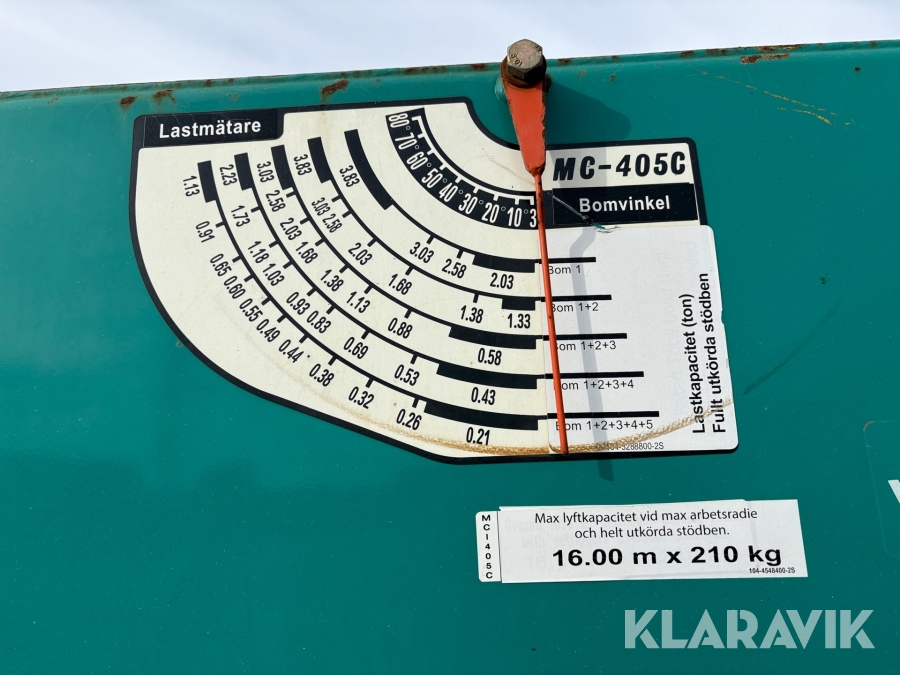 Lastmätare
MC-405C
Bomvinkel
80° 70° 60° 50° 40° 30° 20° 10° 3
3.83 3.03 2.58 2.03
Bom 1
3.83 3.03 2.58 2.03 1.68 1.38 1.33
Bom 1+2
3.03 2.58 2.03 1.68 1.38 1.13 0.88 0.58
Bom 1+2+3
2.23 1.73 1.18 1.03 0.93 0.83 0.69 0.53 0.43
Bom 1+2+3+4
1.13 0.91 0.65 0.60 0.55 0.49 0.44 0.38 0.32 0.26 0.21
Bom 1+2+3+4+5
Lastkapacitet (ton)
Fullt utkörda stödben
104-3288800-2S
MCI405C
Max lyftkapacitet vid max arbetsradie
och helt utkörda stödben.
16.00 m x 210 kg
104-4548400-2S
KLARAVIK